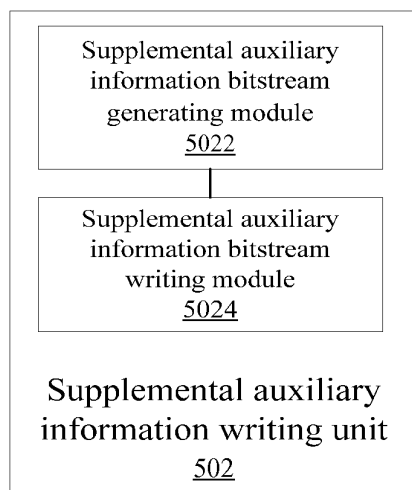 Supplemental auxiliary
information bitstream
generating module
5022
Supplemental auxiliary
information bitstream
writing module
5024
Supplemental auxiliary
information writing unit
502